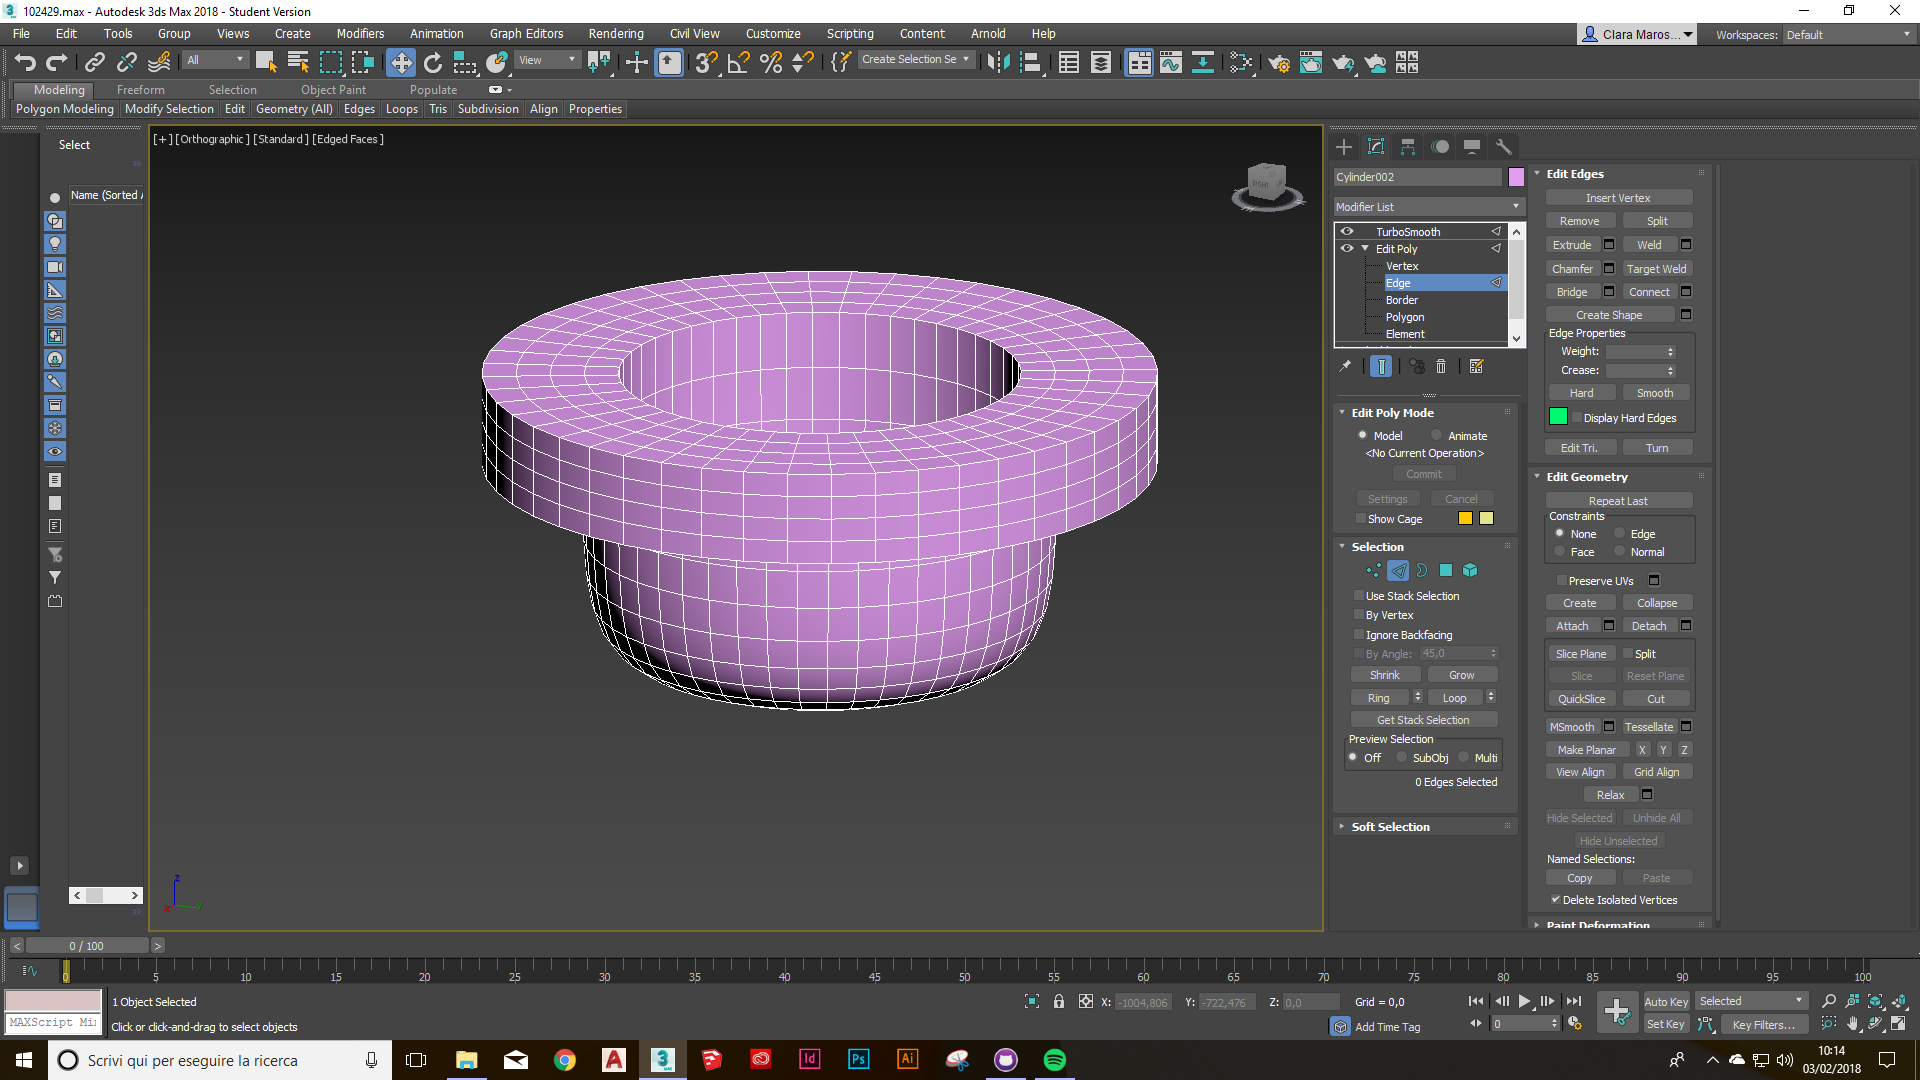 102429.max - Autodesk 3ds Max 2018 - Student Version
File Edit Tools Group Views Create Modifiers Animation Graph Editors Rendering Civil View Customize Scripting Content Arnold Help
Clara Maros... Workspaces: Default
All View Create Selection Se
Modeling Freeform Selection Object Paint Populate
Polygon Modeling Modify Selection Edit Geometry (All) Edges Loops Tris Subdivision Align Properties
Select
Name (Sorted A
[+] [Orthographic] [Standard] [Edged Faces]
RIGHT
z
x
y
Cylinder002
Modifier List
TurboSmooth
Edit Poly
Vertex
Edge
Border
Polygon
Element
Edit Poly Mode
Model Animate
<No Current Operation>
Commit
Settings Cancel
Show Cage
Selection
Use Stack Selection
By Vertex
Ignore Backfacing
By Angle: 45,0
Shrink Grow
Ring Loop
Get Stack Selection
Preview Selection
Off SubObj Multi
0 Edges Selected
Soft Selection
Edit Edges
Insert Vertex
Remove Split
Extrude Weld
Chamfer Target Weld
Bridge Connect
Create Shape
Edge Properties
Weight:
Crease:
Hard Smooth
Display Hard Edges
Edit Tri. Turn
Edit Geometry
Repeat Last
Constraints
None Edge
Face Normal
Preserve UVs
Create Collapse
Attach Detach
Slice Plane Split
Slice Reset Plane
QuickSlice Cut
MSmooth Tessellate
Make Planar X Y Z
View Align Grid Align
Relax
Hide Selected Unhide All
Hide Unselected
Named Selections:
Copy Paste
Delete Isolated Vertices
Paint Deformation
< 0 / 100 >
0 5 10 15 20 25 30 35 40 45 50 55 60 65 70 75 80 85 90 95 100
1 Object Selected X: -1004,806 Y: -722,476 Z: 0,0 Grid = 0,0 Auto Key Selected
MAXScript Mi Click or click-and-drag to select objects Add Time Tag 0 Set Key Key Filters...
Scrivi qui per eseguire la ricerca
3 MAX
Id Ps Ai
10:14
03/02/2018